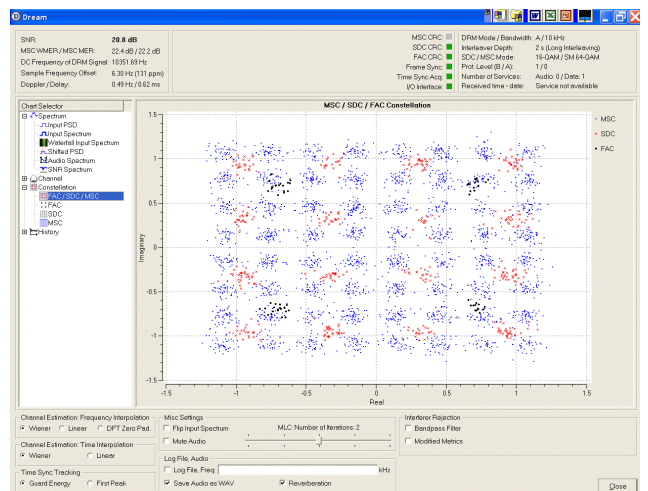 Dream
SNR: 20.8 dB
MSC WMER / MSC MER: 22.4 dB / 22.2 dB
DC Frequency of DRM Signal: 10351.69 Hz
Sample Frequency Offset: 6.30 Hz (131 ppm)
Doppler / Delay: 0.49 Hz / 0.62 ms
MSC CRC:
SDC CRC:
FAC CRC:
Frame Sync:
Time Sync Acq:
I/O Interface:
DRM Mode / Bandwidth: A / 10 kHz
Interleaver Depth: 2 s (Long Interleaving)
SDC / MSC Mode: 16-QAM / SM 64-QAM
Prot. Level (B / A): 1 / 0
Number of Services: Audio: 0 / Data: 1
Received time - date: Service not available
Chart Selector
Spectrum
Input PSD
Input Spectrum
Waterfall Input Spectrum
Shifted PSD
Audio Spectrum
SNR Spectrum
Channel
Constellation
FAC / SDC / MSC
FAC
SDC
MSC
History
MSC / SDC / FAC Constellation
MSC
SDC
FAC
Imaginary
1.5
1
0.5
0
-0.5
-1
-1.5
-1.5 -1 -0.5 0 0.5 1 1.5
Real
Channel Estimation: Frequency Interpolation
Wiener Linear DFT Zero Pad.
Channel Estimation: Time Interpolation
Wiener Linear
Time Sync Tracking
Guard Energy First Peak
Misc Settings
Flip Input Spectrum
Mute Audio
MLC: Number of Iterations: 2
Log File, Audio
Log File, Freq: kHz
Save Audio as WAV Reverberation
Interferer Rejection
Bandpass Filter
Modified Metrics
Close